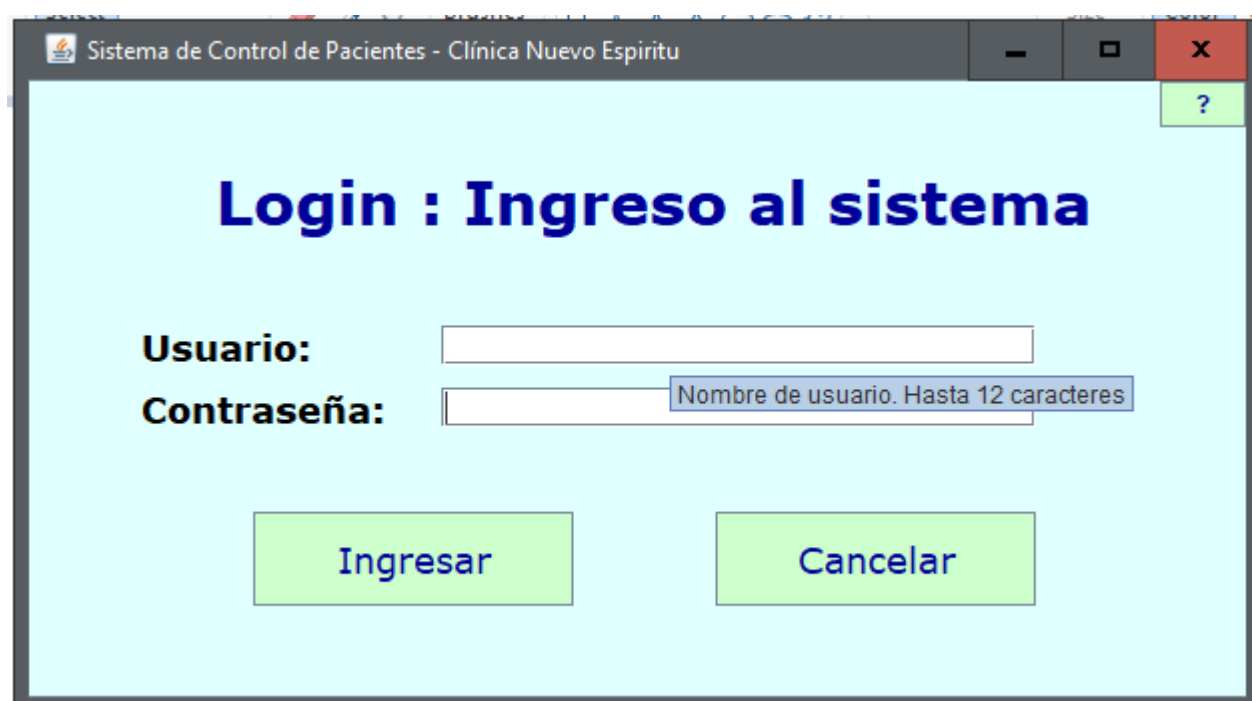 Sistema de Control de Pacientes - Clínica Nuevo Espiritu
?
Login : Ingreso al sistema
Usuario:
Nombre de usuario. Hasta 12 caracteres
Contraseña:
Ingresar
Cancelar